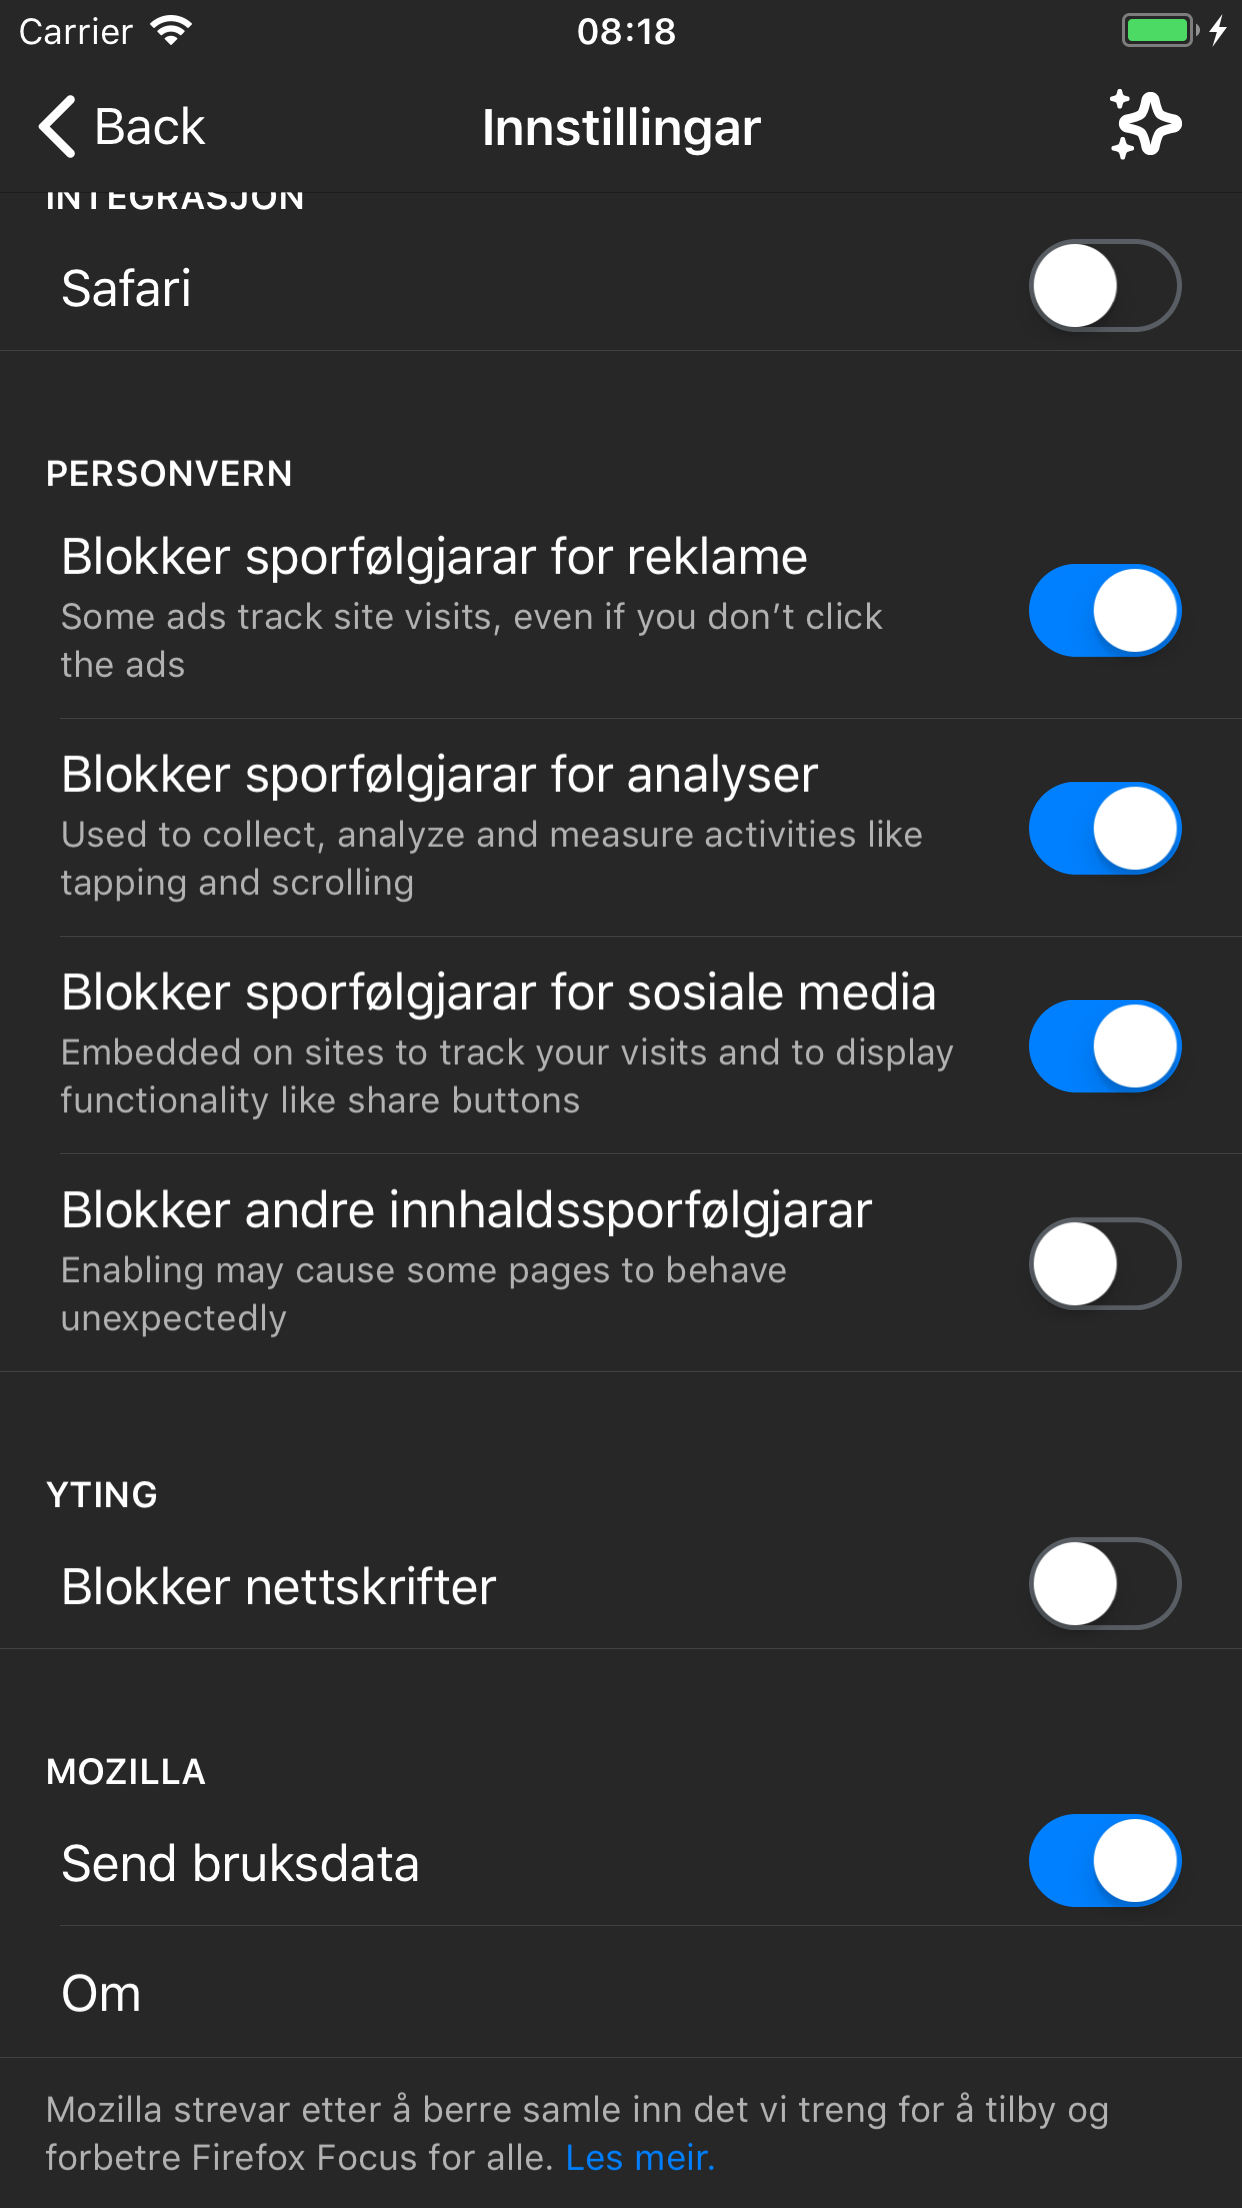 Carrier 08:18
Back Innstillingar
INTEGRASJON
Safari
PERSONVERN
Blokker sporfølgjarar for reklame
Some ads track site visits, even if you don’t click
the ads
Blokker sporfølgjarar for analyser
Used to collect, analyze and measure activities like
tapping and scrolling
Blokker sporfølgjarar for sosiale media
Embedded on sites to track your visits and to display
functionality like share buttons
Blokker andre innhaldssporfølgjarar
Enabling may cause some pages to behave
unexpectedly
YTING
Blokker nettskrifter
MOZILLA
Send bruksdata
Om
Mozilla strevar etter å berre samle inn det vi treng for å tilby og
forbetre Firefox Focus for alle. Les meir.